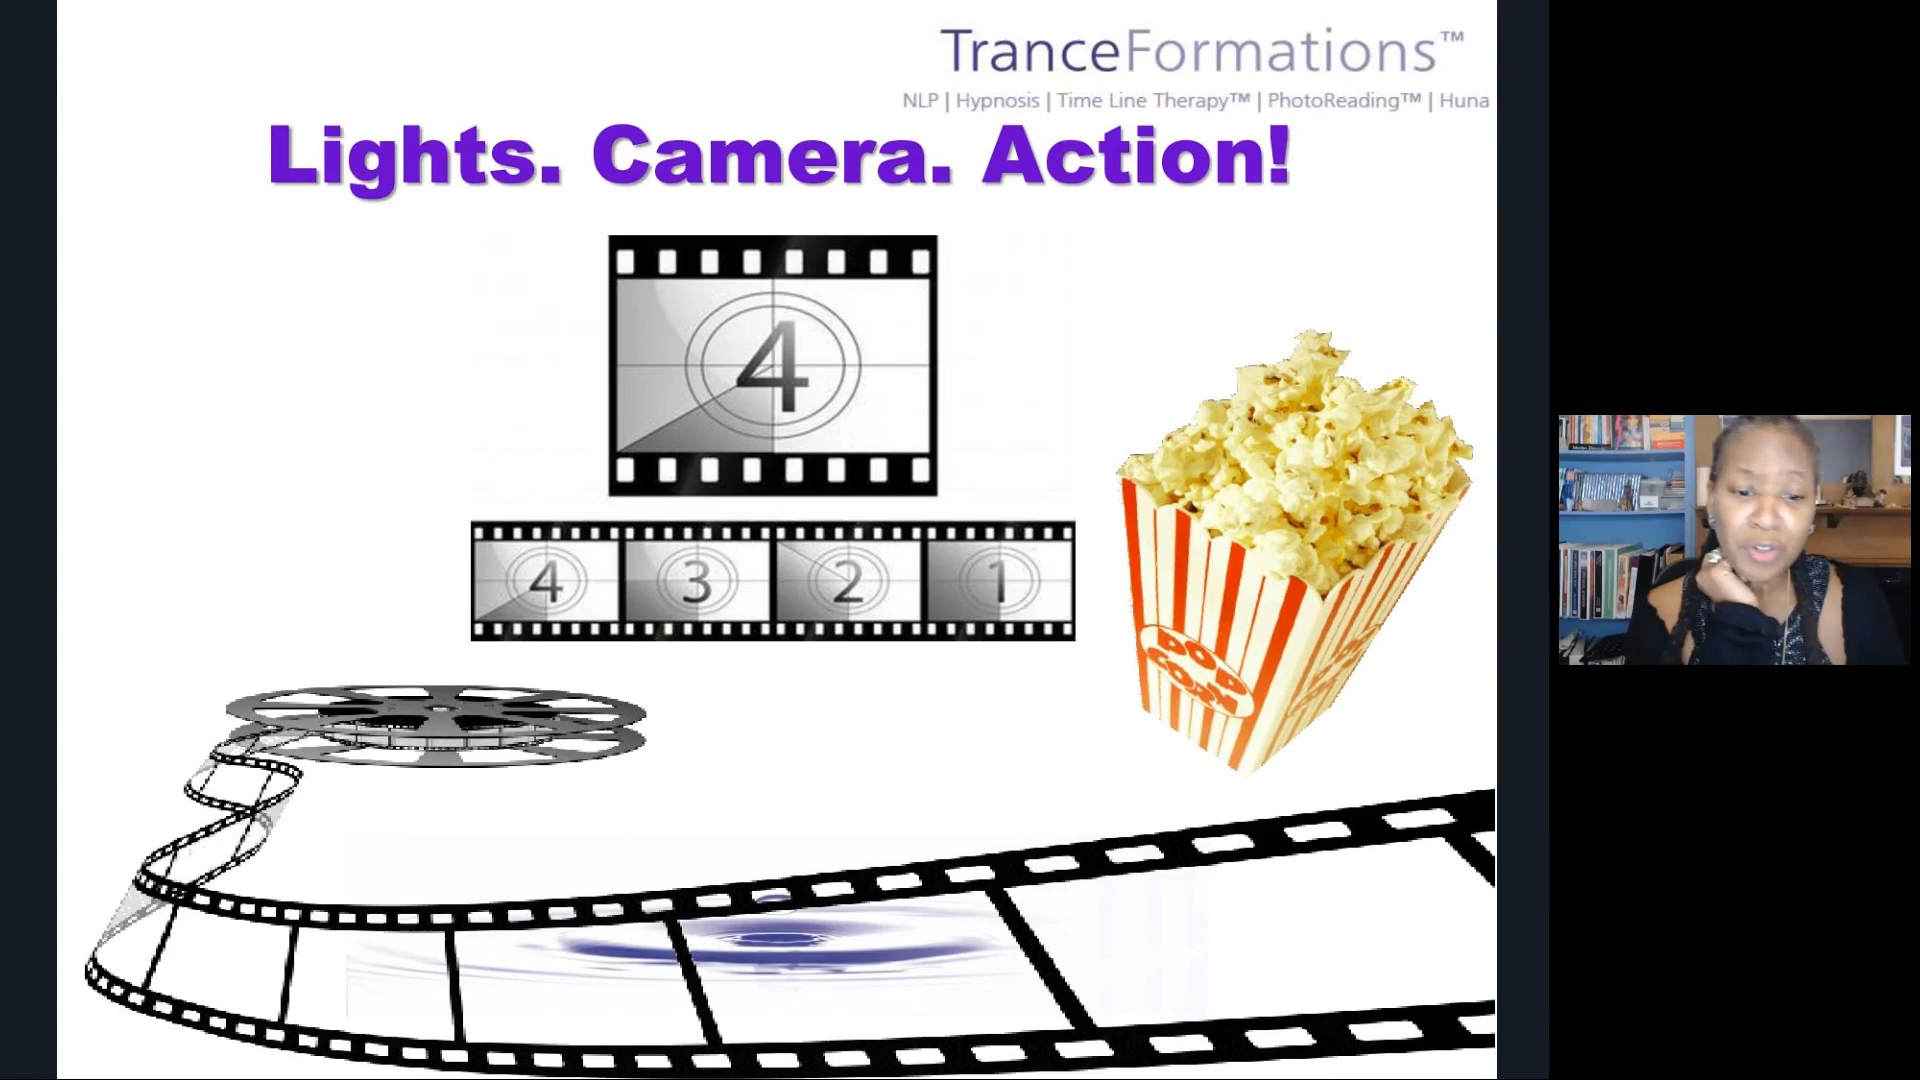 TranceFormations™
NLP | Hypnosis | Time Line Therapy™ | PhotoReading™ | Huna
Lights. Camera. Action!
4
4 3 2 1
POP
CORN